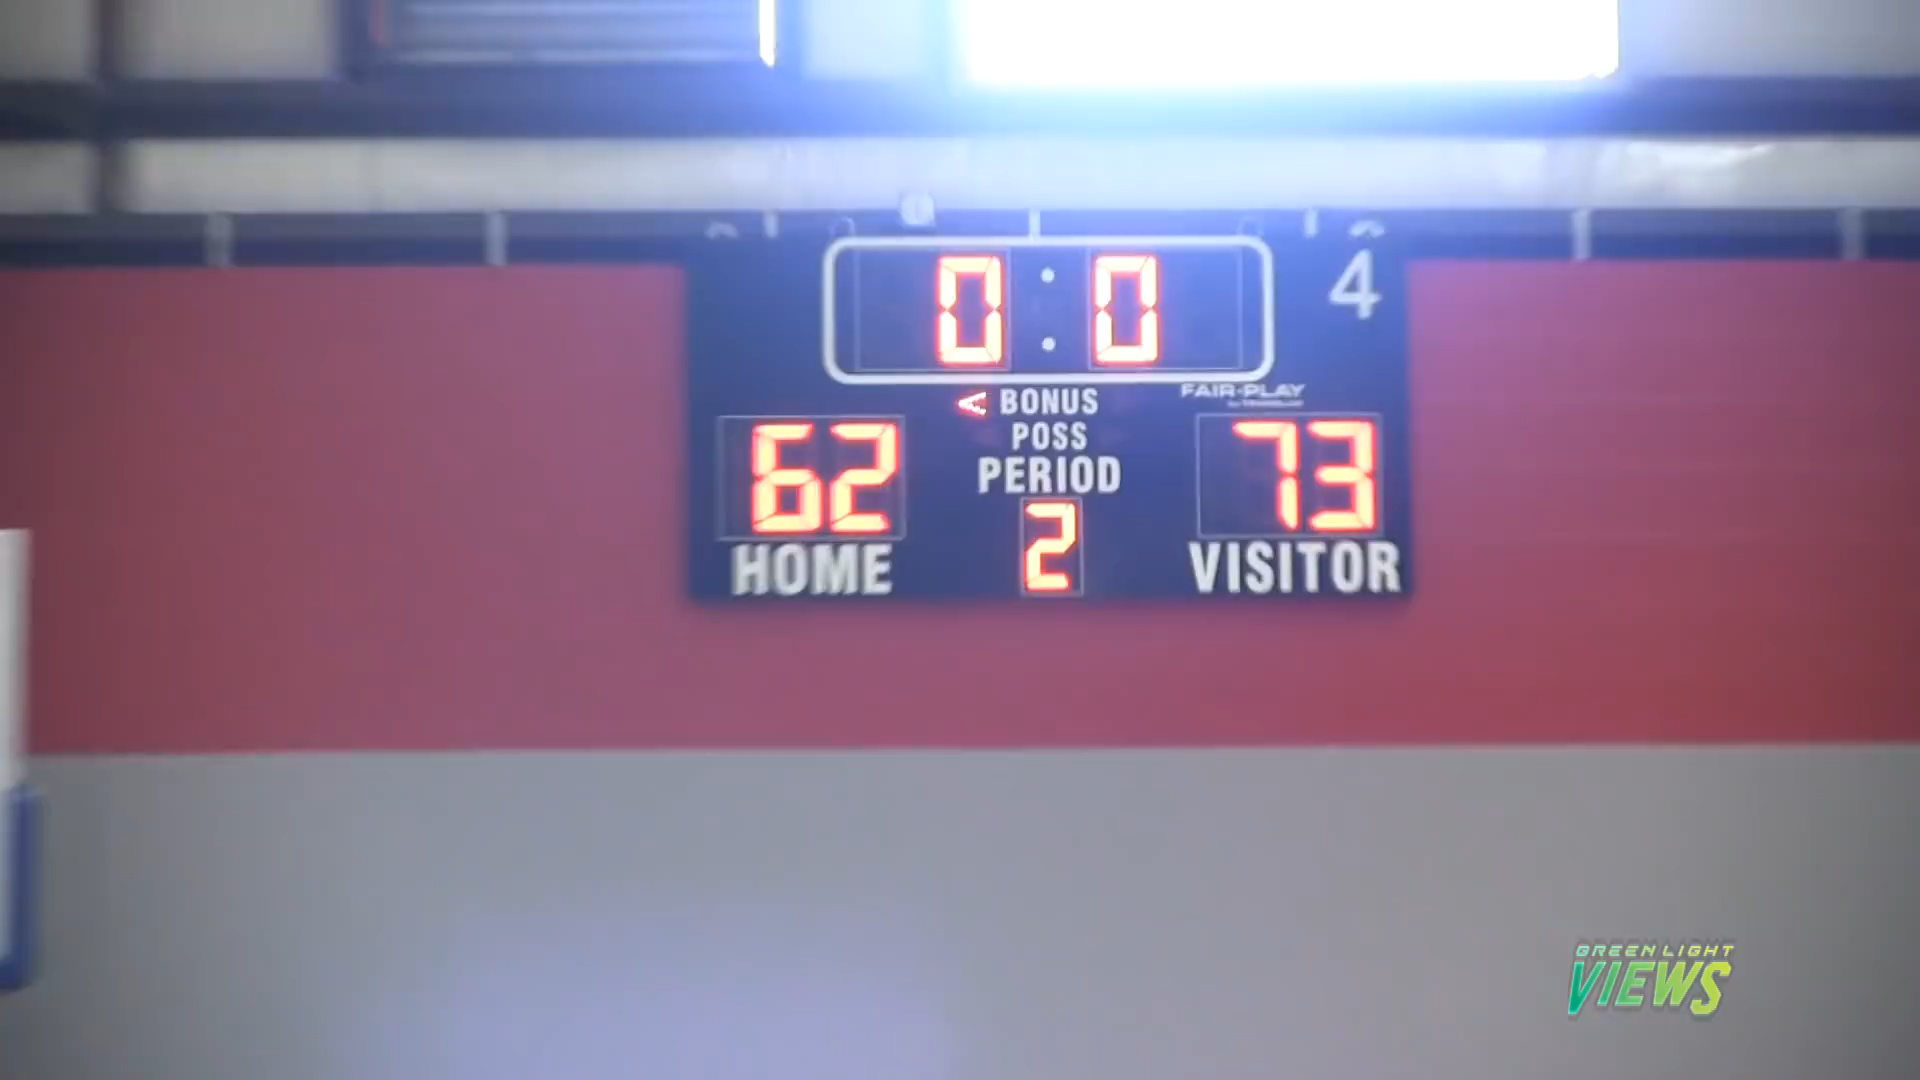 0:0
4
FAIR-PLAY
< BONUS
POSS
PERIOD
62
2
73
HOME
VISITOR
GREEN LIGHT
VIEWS